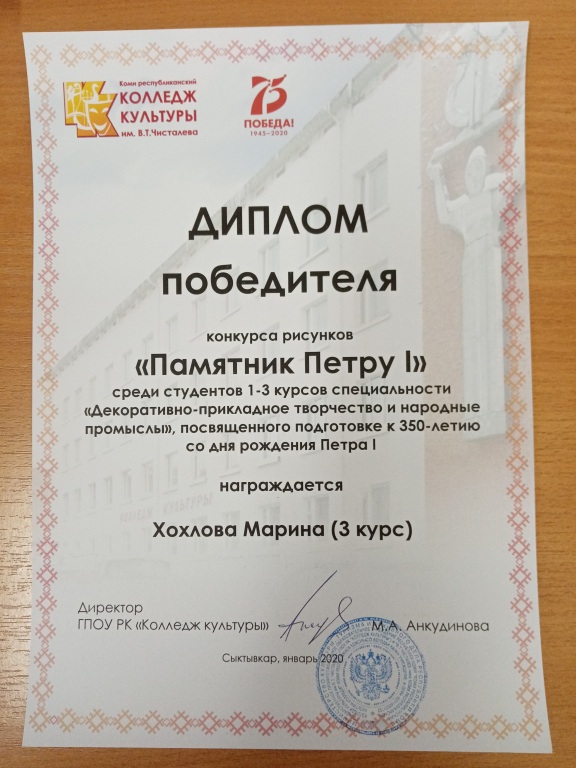 Коми республиканский
КОЛЛЕДЖ
КУЛЬТУРЫ
им. В.Т.Чисталева
75
ПОБЕДА!
1945–2020
ДИПЛОМ
победителя
конкурса рисунков
«Памятник Петру I»
среди студентов 1-3 курсов специальности
«Декоративно-прикладное творчество и народные
промыслы», посвященного подготовке к 350-летию
со дня рождения Петра I
награждается
Хохлова Марина (3 курс)
Директор
ГПОУ РК «Колледж культуры»
М.А. Анкудинова
Сыктывкар, январь 2020